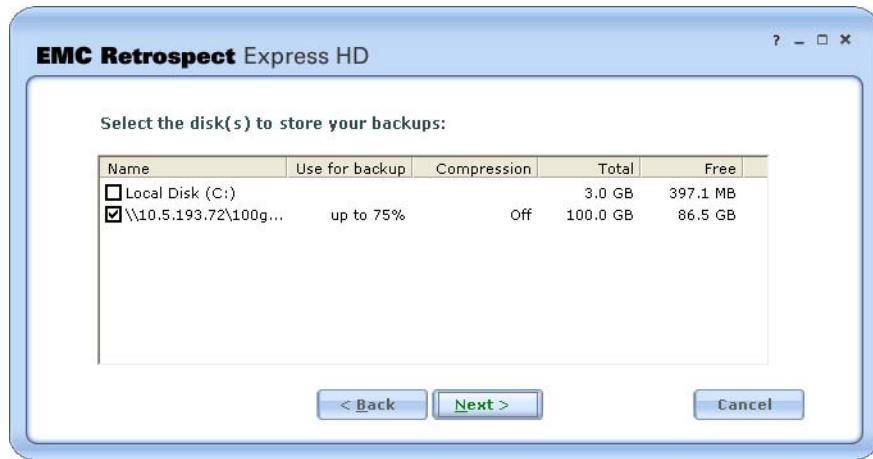 EMC Retrospect Express HD
Select the disk(s) to store your backups:
Name Use for backup Compression Total Free
Local Disk (C:) 3.0 GB 397.1 MB
\\10.5.193.72\100g... up to 75% Off 100.0 GB 86.5 GB
< Back Next > Cancel